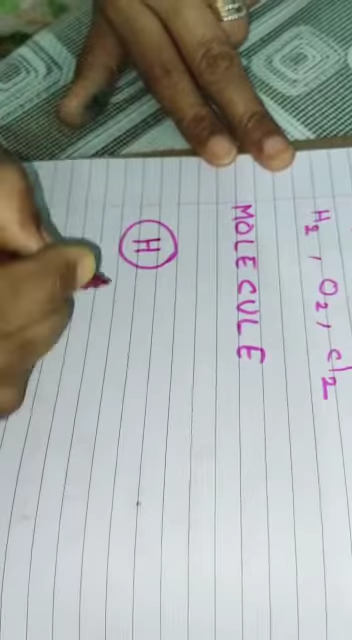 H₂, O₂, Cl₂
MOLECULE
H